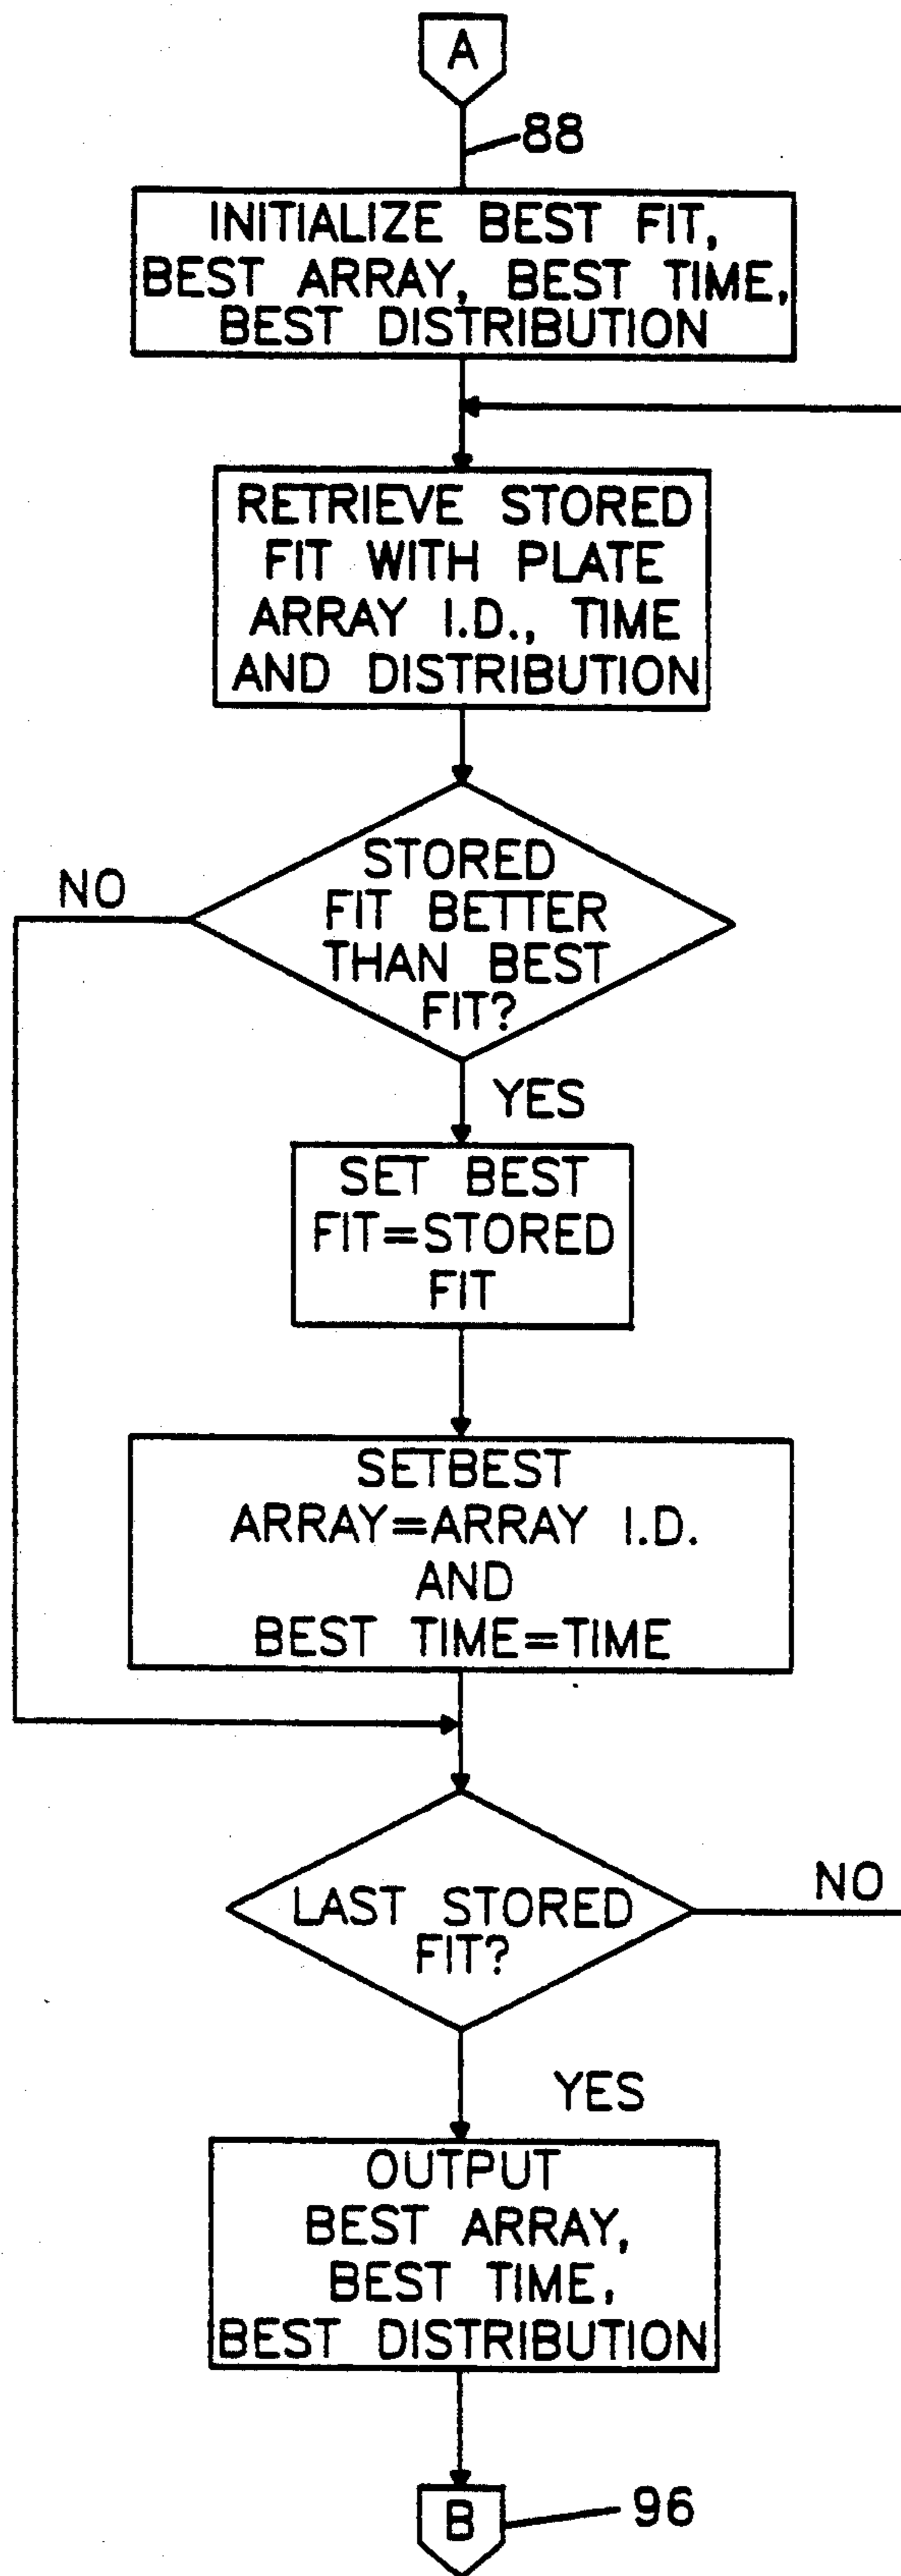 A
88
INITIALIZE BEST FIT,
BEST ARRAY, BEST TIME,
BEST DISTRIBUTION
RETRIEVE STORED
FIT WITH PLATE
ARRAY I.D., TIME
AND DISTRIBUTION
STORED
FIT BETTER
THAN BEST
FIT?
NO
YES
SET BEST
FIT=STORED
FIT
SETBEST
ARRAY=ARRAY I.D.
AND
BEST TIME=TIME
LAST STORED
FIT?
NO
YES
OUTPUT
BEST ARRAY,
BEST TIME,
BEST DISTRIBUTION
B
96